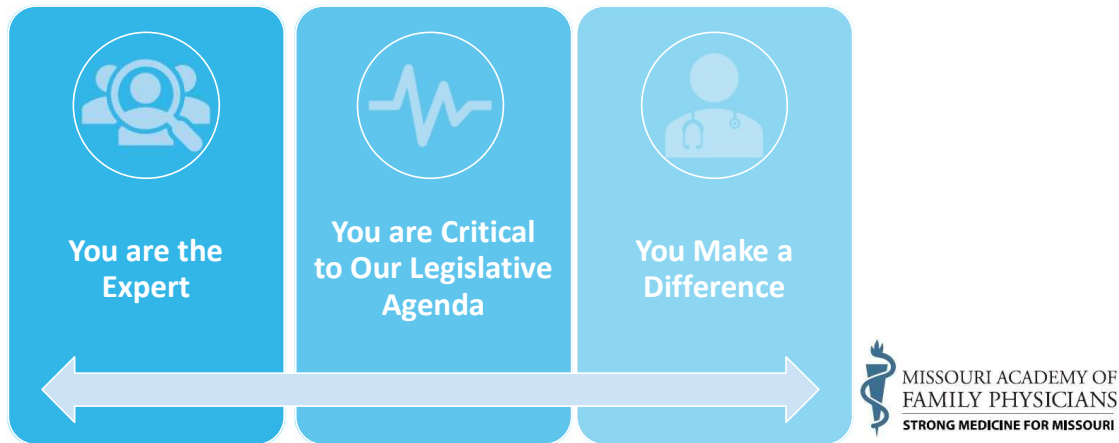 You are the
Expert
You are Critical
to Our Legislative
Agenda
You Make a
Difference
MISSOURI ACADEMY OF
FAMILY PHYSICIANS
STRONG MEDICINE FOR MISSOURI